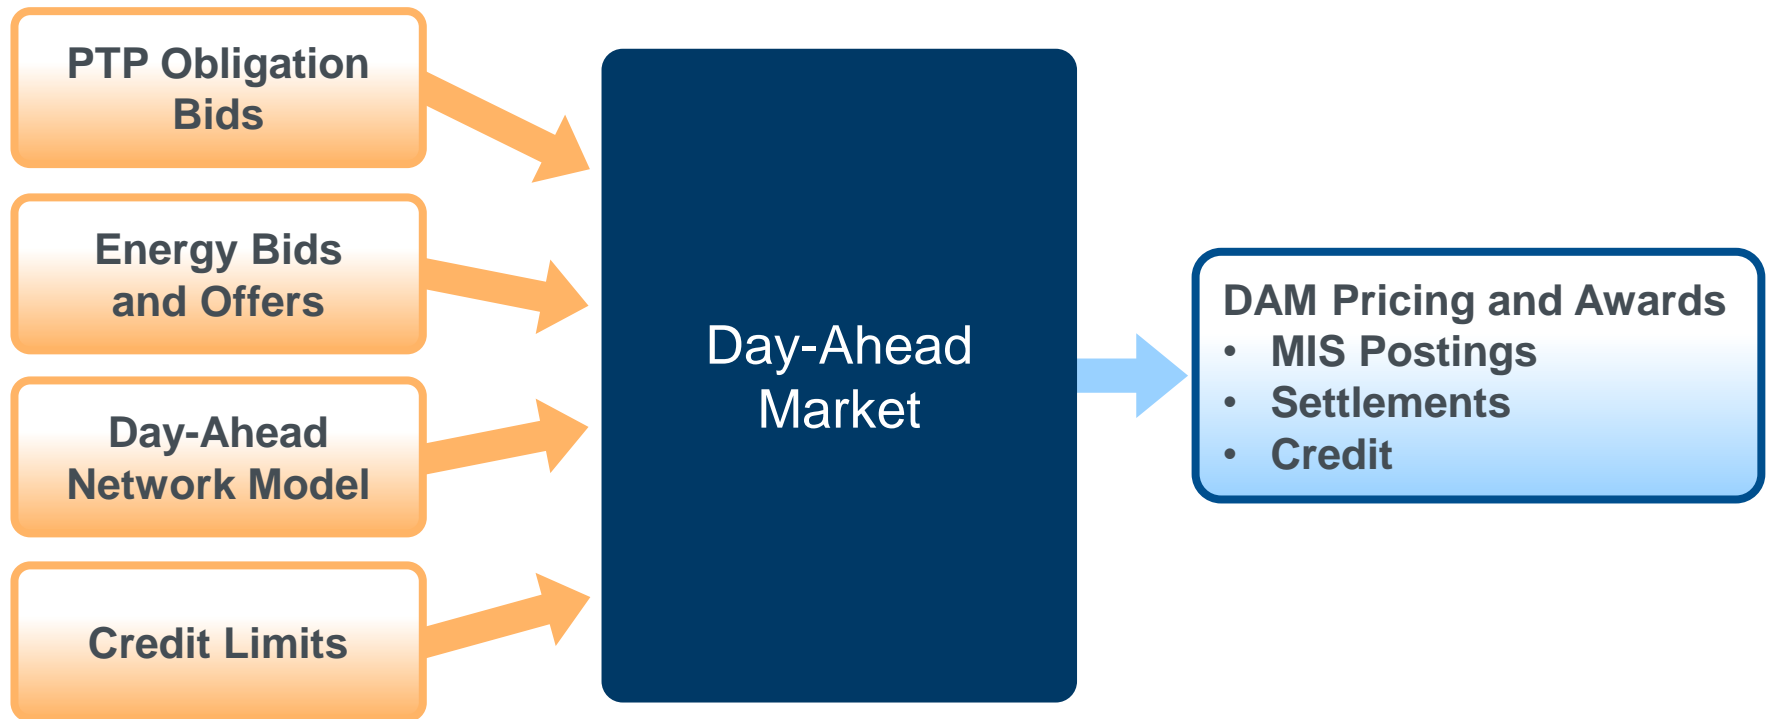 PTP Obligation
Bids
Energy Bids
and Offers
Day-Ahead
Network Model
Credit Limits
Day-Ahead
Market
DAM Pricing and Awards
• MIS Postings
• Settlements
• Credit